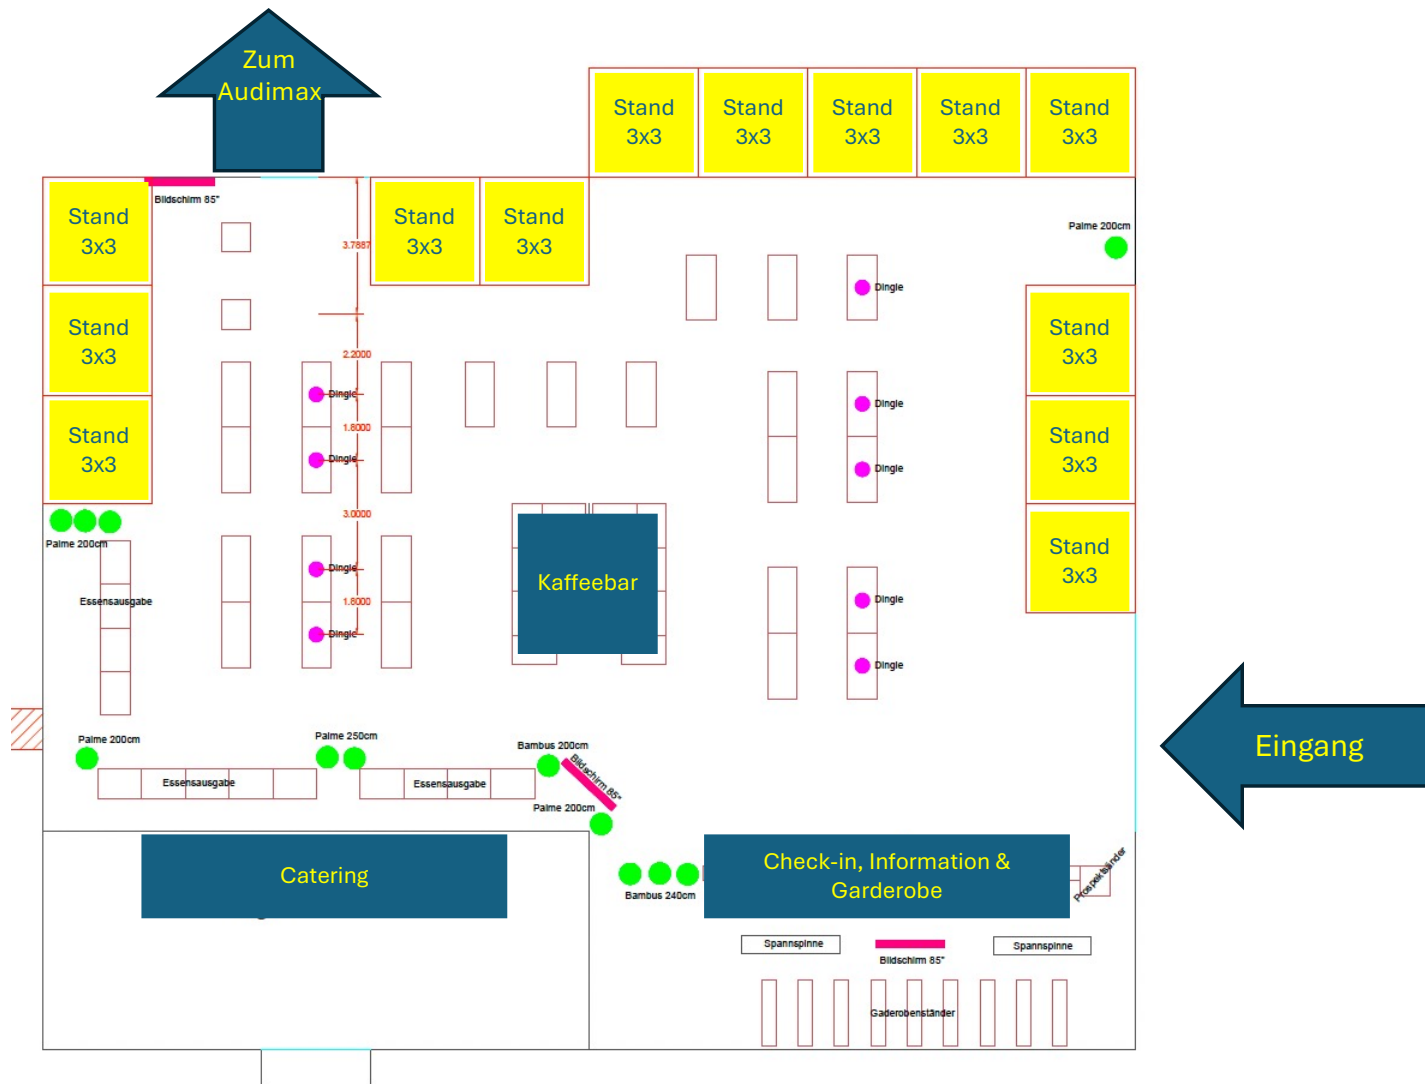 Zum
Audimax
Stand
3x3
Stand
3x3
Stand
3x3
Stand
3x3
Stand
3x3
Stand
3x3
Bildschirm 85"
Stand
3x3
Stand
3x3
3.7887
Palme 200cm
Dingle
Stand
3x3
Stand
3x3
2.2000
Dingle
Dingle
Stand
3x3
1.8000
Stand
3x3
Dingle
Dingle
3.0000
Palme 200cm
Stand
3x3
Dingle
Kaffeebar
Essensausgabe
1.8000
Dingle
Dingle
Dingle
Palme 200cm
Palme 250cm
Bambus 200cm
Bildschirm 85"
Eingang
Essensausgabe
Essensausgabe
Palme 200cm
Catering
Check-in, Information &
Garderobe
Prospektständer
Bambus 240cm
Spannspinne
Bildschirm 85"
Spannspinne
Gaderobenständer